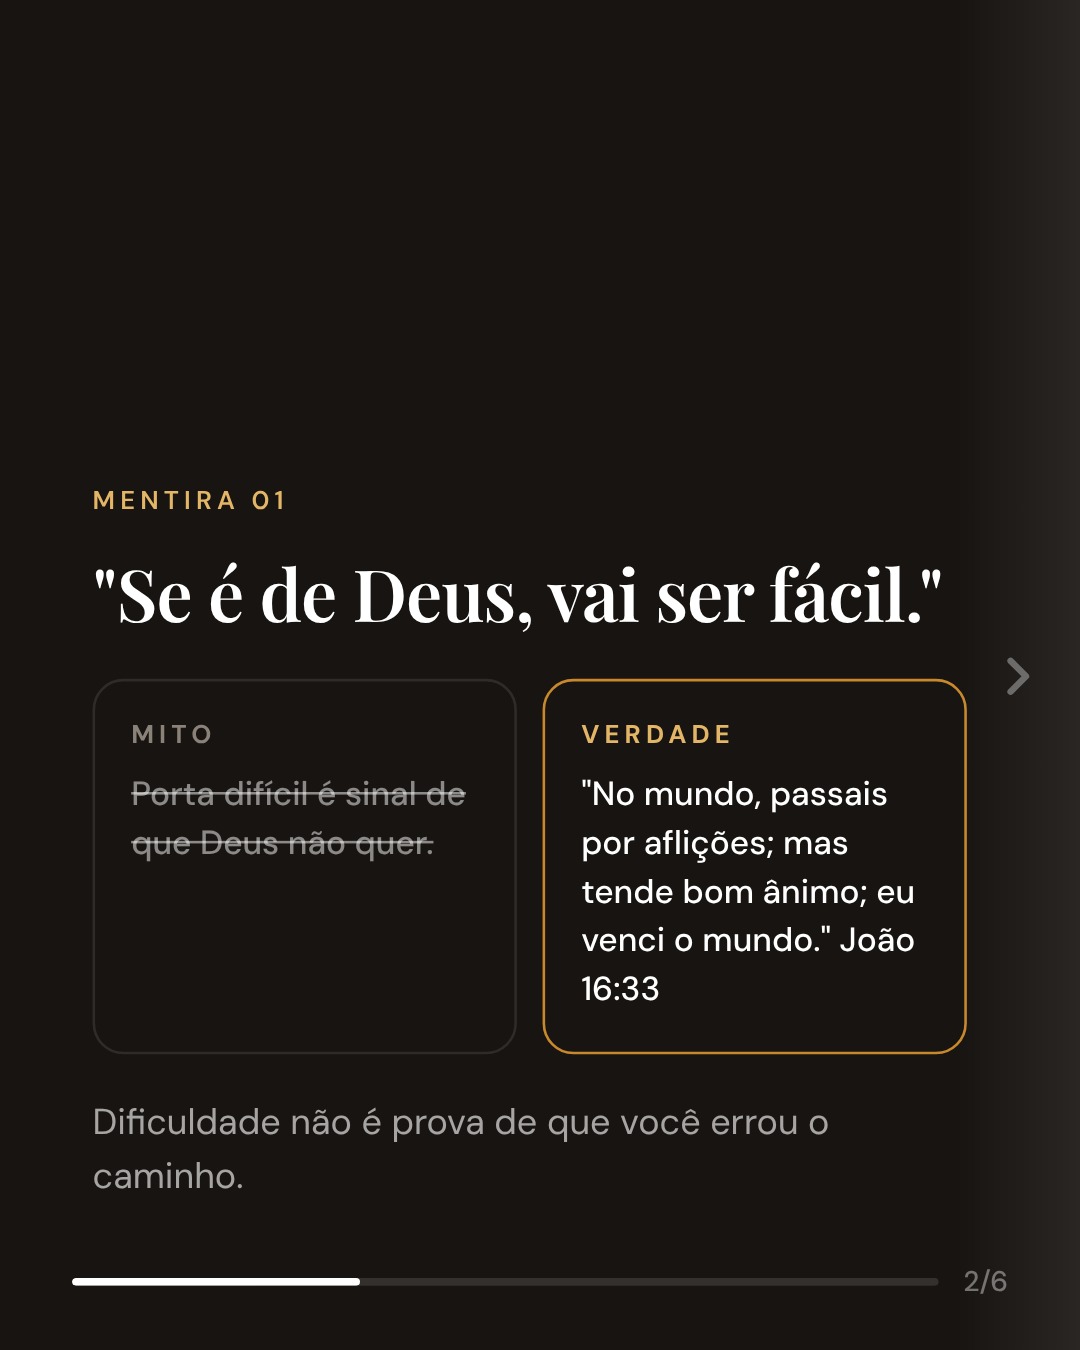 MENTIRA 01
"Se é de Deus, vai ser fácil."
MITO
Porta difícil é sinal de
que Deus não quer.
VERDADE
"No mundo, passais
por aflições; mas
tende bom ânimo; eu
venci o mundo." João
16:33
Dificuldade não é prova de que você errou o
caminho.
2/6